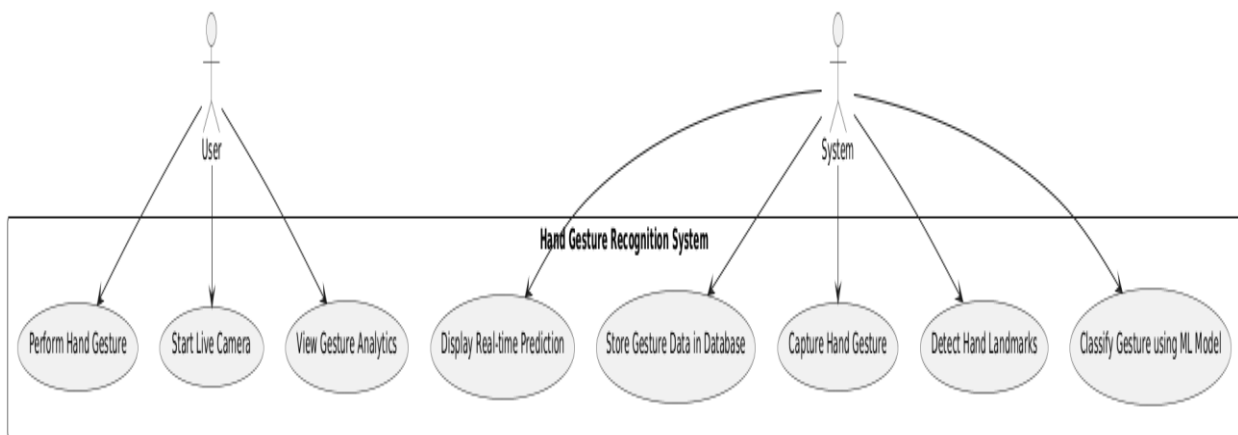 User
System
Hand Gesture Recognition System
Perform Hand Gesture
Start Live Camera
View Gesture Analytics
Display Real-time Prediction
Store Gesture Data in Database
Capture Hand Gesture
Detect Hand Landmarks
Classify Gesture using ML Model